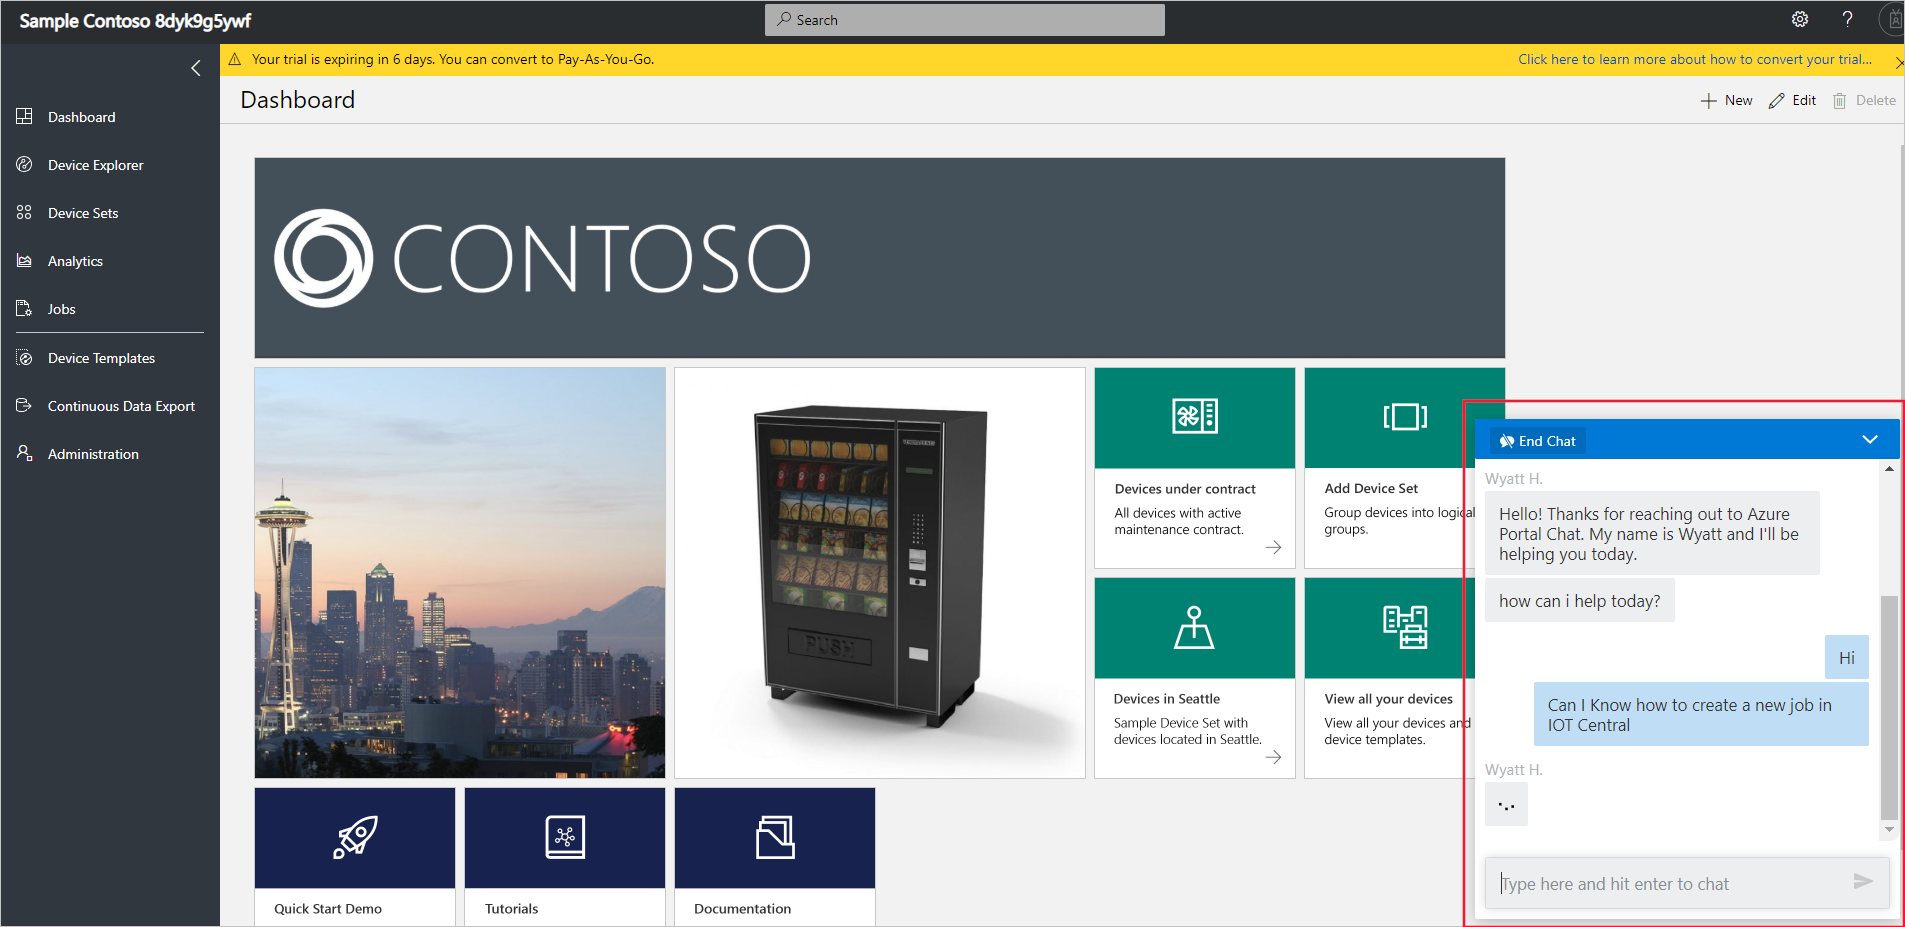 Sample Contoso 8dyk9g5ywf
Search
?
Your trial is expiring in 6 days. You can convert to Pay-As-You-Go.
Click here to learn more about how to convert your trial...
Dashboard
New
Edit
Delete
Dashboard
Device Explorer
Device Sets
Analytics
Jobs
Device Templates
Continuous Data Export
Administration
CONTOSO
PUSH
Devices under contract
All devices with active
maintenance contract.
Add Device Set
Group devices into logical
groups.
Devices in Seattle
Sample Device Set with
devices located in Seattle.
View all your devices
View all your devices and
device templates.
Quick Start Demo
Tutorials
Documentation
End Chat
Wyatt H.
Hello! Thanks for reaching out to Azure
Portal Chat. My name is Wyatt and I'll be
helping you today.
how can i help today?
Hi
Can I Know how to create a new job in
IOT Central
Wyatt H.
Type here and hit enter to chat